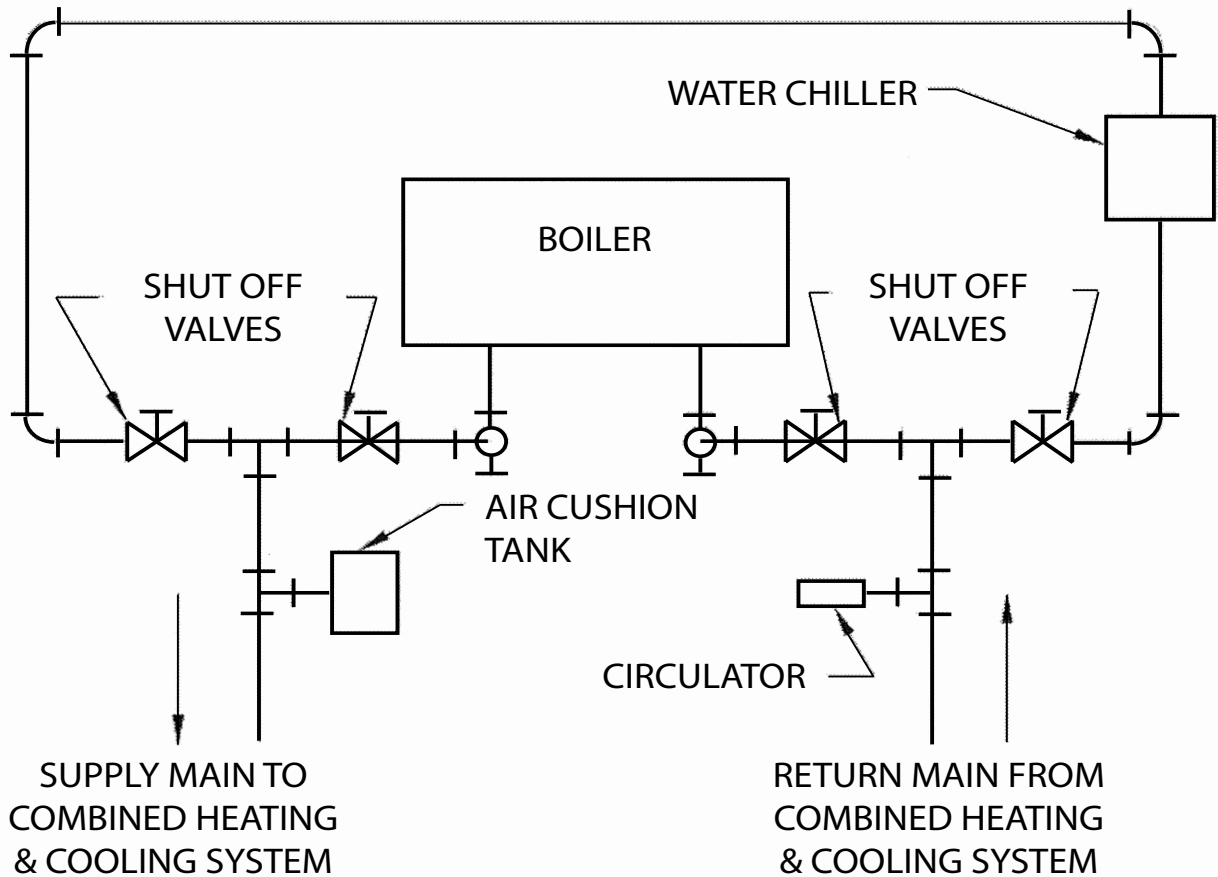 WATER CHILLER
BOILER
SHUT OFF
VALVES
SHUT OFF
VALVES
AIR CUSHION
TANK
CIRCULATOR
SUPPLY MAIN TO
COMBINED HEATING
& COOLING SYSTEM
RETURN MAIN FROM
COMBINED HEATING
& COOLING SYSTEM